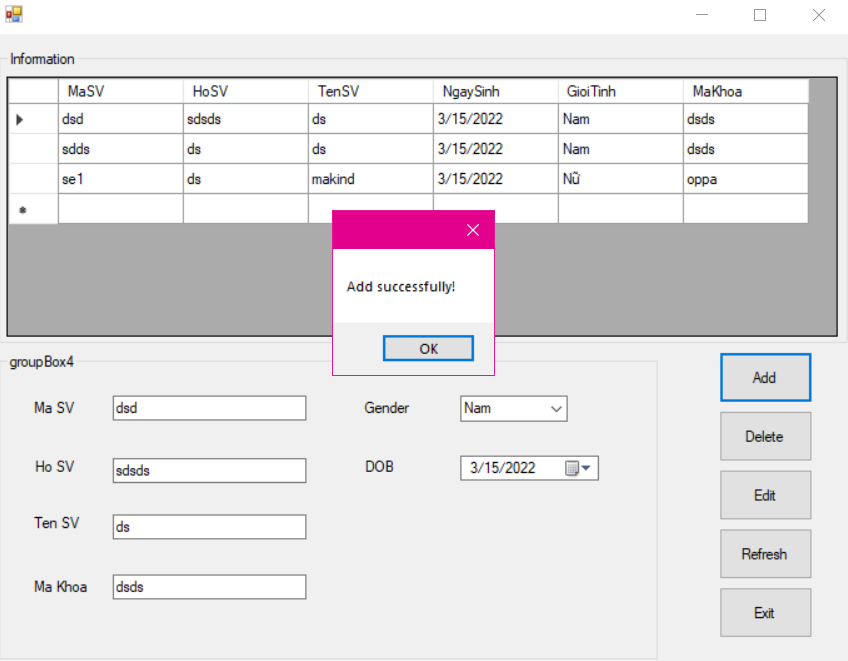 Information
MaSV HoSV TenSV NgaySinh GioiTinh MaKhoa
dsd sdsds ds 3/15/2022 Nam dsds
sdds ds ds 3/15/2022 Nam dsds
se1 ds makind 3/15/2022 Nữ oppa
Add successfully!
OK
groupBox4
Ma SV dsd Gender Nam
Ho SV sdsds DOB 3/15/2022
Ten SV ds
Ma Khoa dsds
Add
Delete
Edit
Refresh
Exit